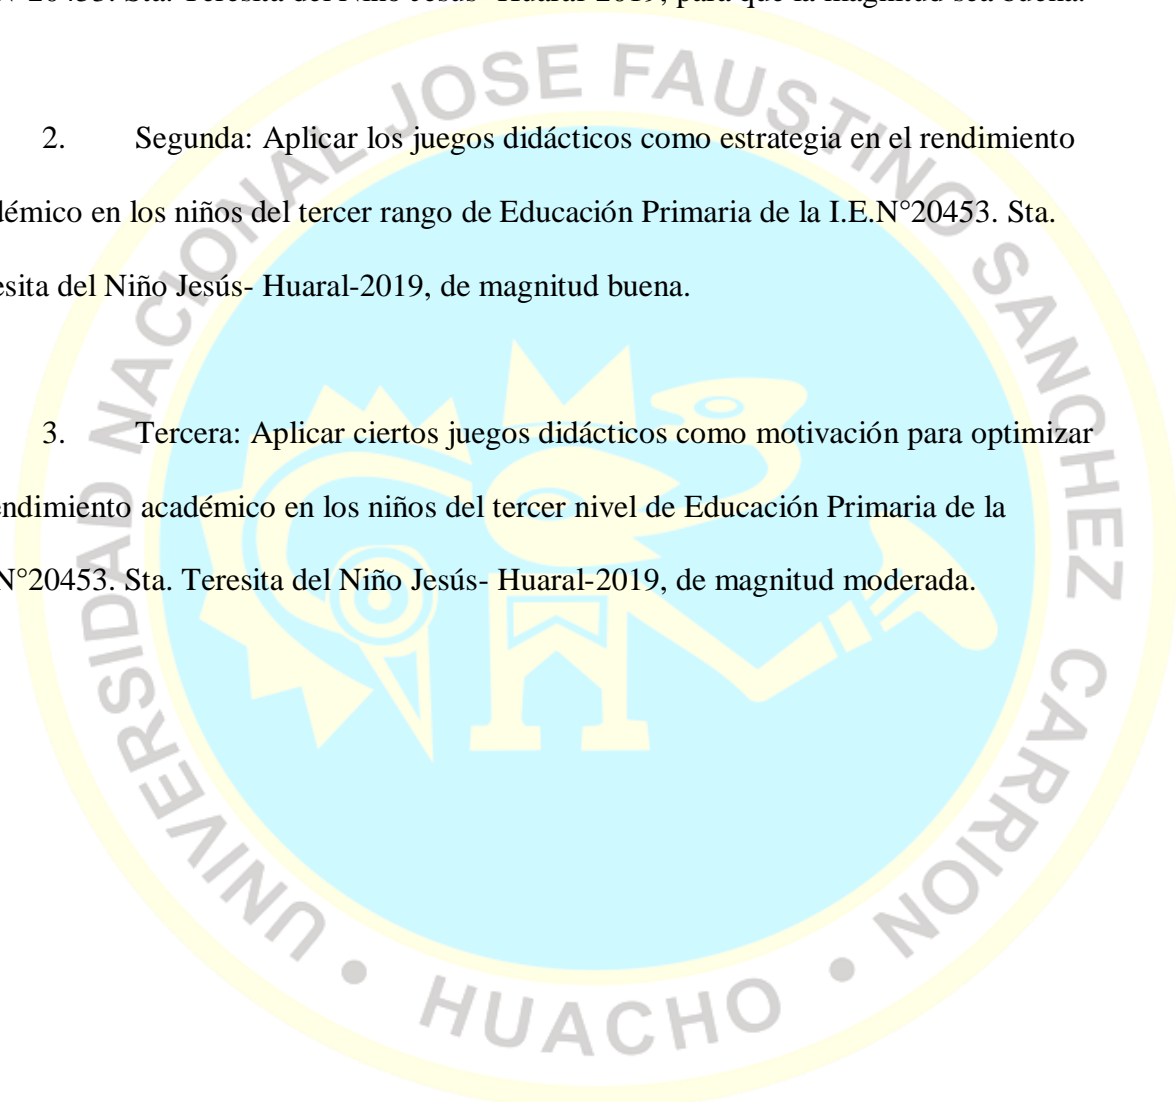 N°20453. Sta. Teresita del Niño Jesús- Huaral-2019, para que la magnitud sea buena.
2. Segunda: Aplicar los juegos didácticos como estrategia en el rendimiento
démico en los niños del tercer rango de Educación Primaria de la I.E.N°20453. Sta.
esita del Niño Jesús- Huaral-2019, de magnitud buena.
3. Tercera: Aplicar ciertos juegos didácticos como motivación para optimizar
endimiento académico en los niños del tercer nivel de Educación Primaria de la
N°20453. Sta. Teresita del Niño Jesús- Huaral-2019, de magnitud moderada.
UNIVERSIDAD NACIONAL JOSE FAUSTINO SANCHEZ CARRION
• HUACHO •